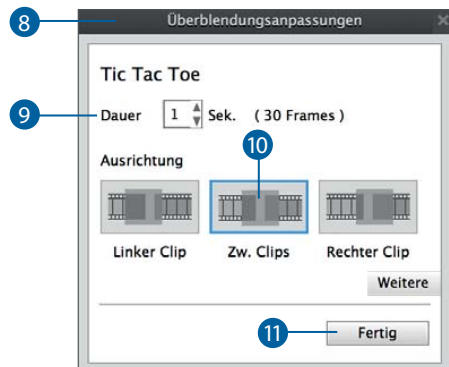 8 Überblendungsanpassungen ×
Tic Tac Toe
9 Dauer 1 Sek. ( 30 Frames )
10
Ausrichtung
Linker Clip Zw. Clips Rechter Clip
Weitere
11 Fertig